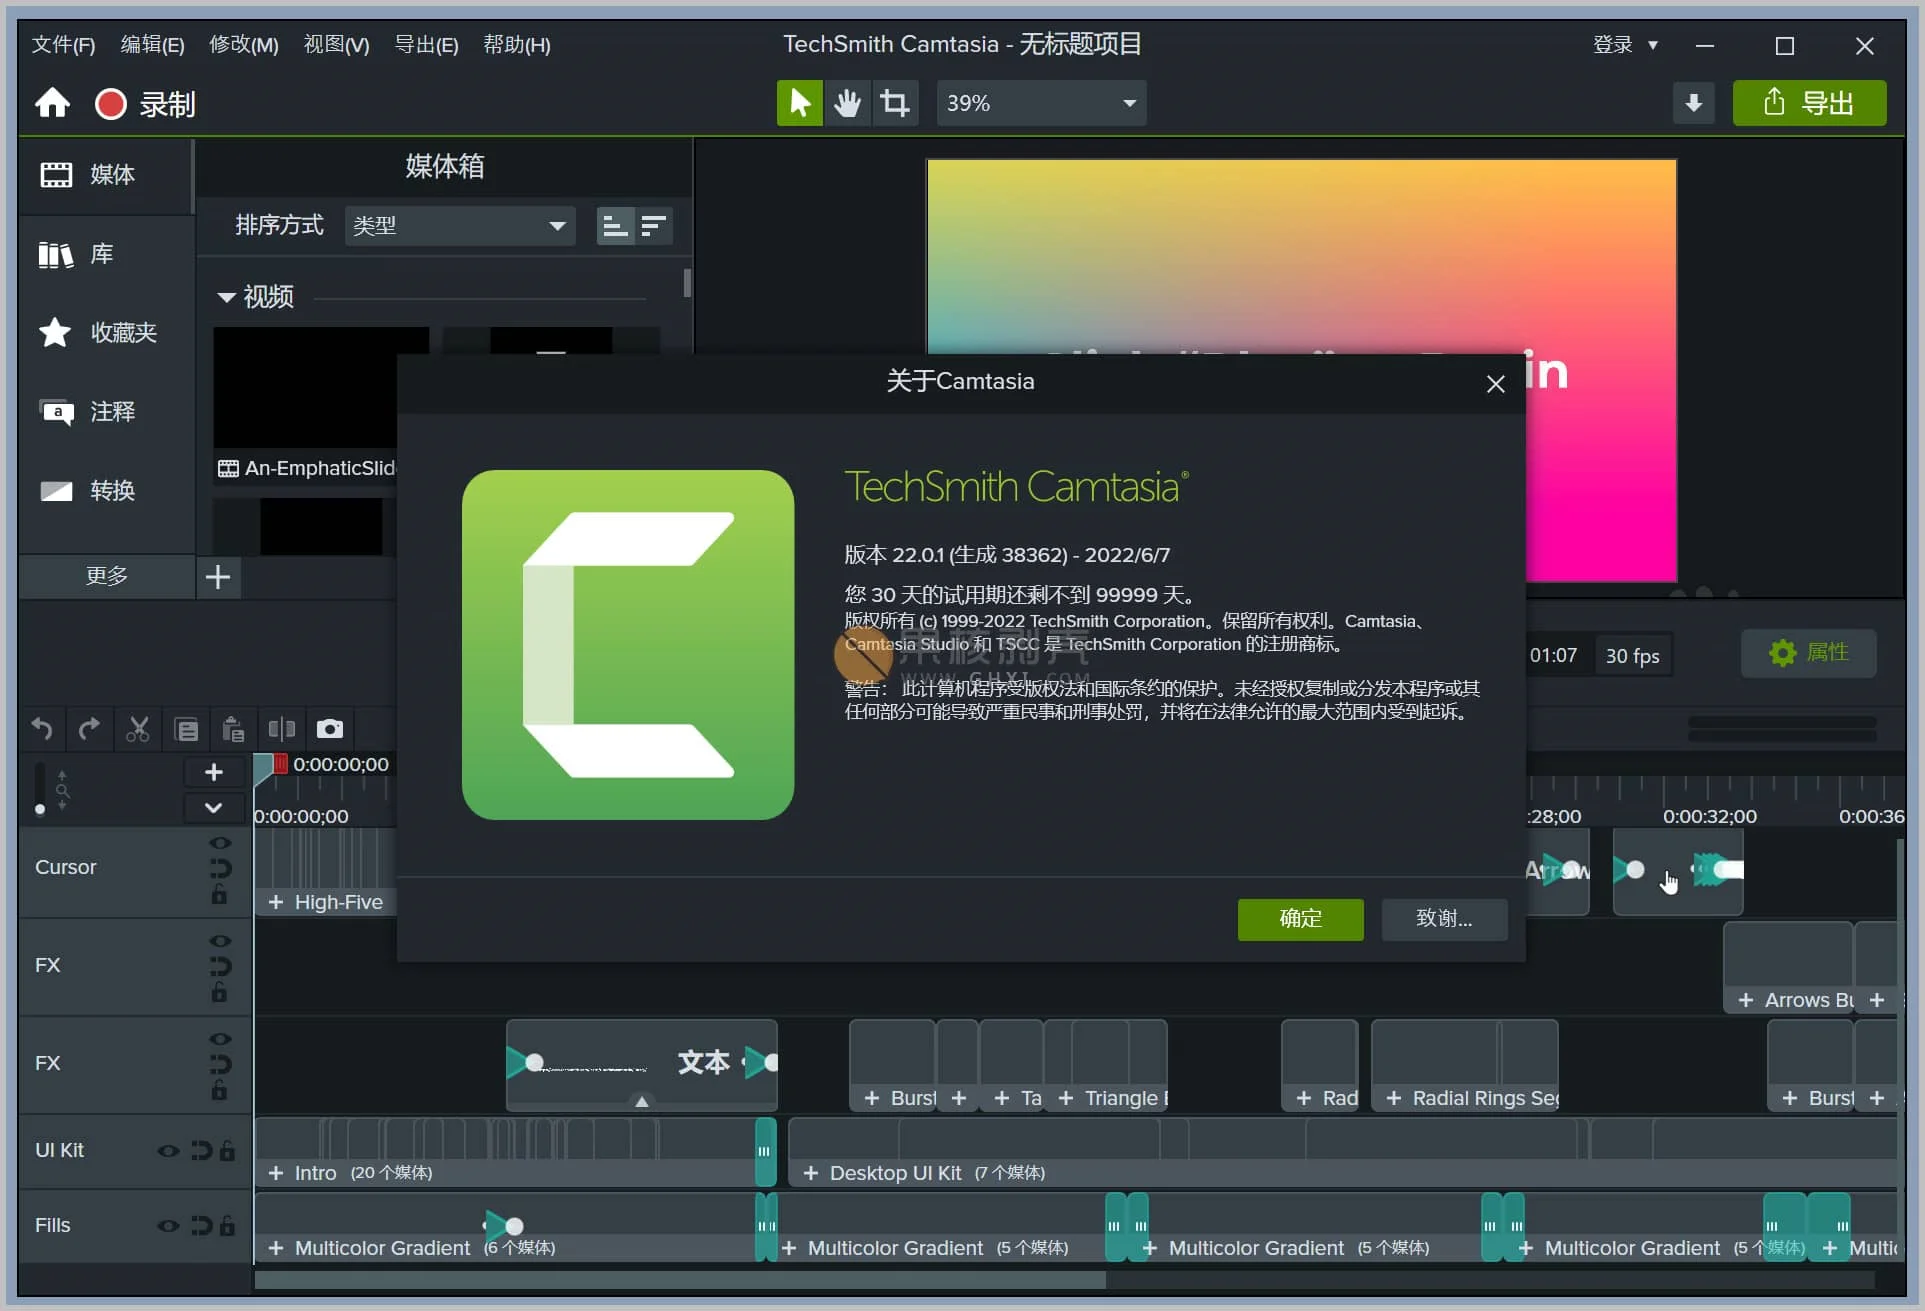 文件(F) 编辑(E) 修改(M) 视图(V) 导出(E) 帮助(H)
TechSmith Camtasia - 无标题项目
登录
录制
39%
导出
媒体
库
收藏夹
注释
转换
更多
媒体箱
排序方式 类型
视频
An-EmphaticSlid
in
关于Camtasia
TechSmith Camtasia®
版本 22.0.1 (生成 38362) - 2022/6/7
您 30 天的试用期还剩不到 99999 天。
版权所有 (c) 1999-2022 TechSmith Corporation。保留所有权利。Camtasia、
Camtasia Studio 和 TSCC 是 TechSmith Corporation 的注册商标。
果核剥壳
WWW.GHXI.COM
警告： 此计算机程序受版权法和国际条约的保护。未经授权复制或分发本程序或其
任何部分可能导致严重民事和刑事处罚，并将在法律允许的最大范围内受到起诉。
确定 致谢...
01:07 30 fps 属性
0:00:00;00
0:00:00;00 :28;00 0:00:32;00 0:00:36
Cursor
+ High-Five Arrow
FX
+ Arrows Bu +
FX
文本
+ Burst + + Ta + Triangle + Rad + Radial Rings Seg + Burst +
UI Kit
+ Intro (20 个媒体) + Desktop UI Kit (7 个媒体)
Fills
+ Multicolor Gradient (6 个媒体) + Multicolor Gradient (5 个媒体) + Multicolor Gradient (5 个媒体) + Multicolor Gradient (5 个媒体) + Multic